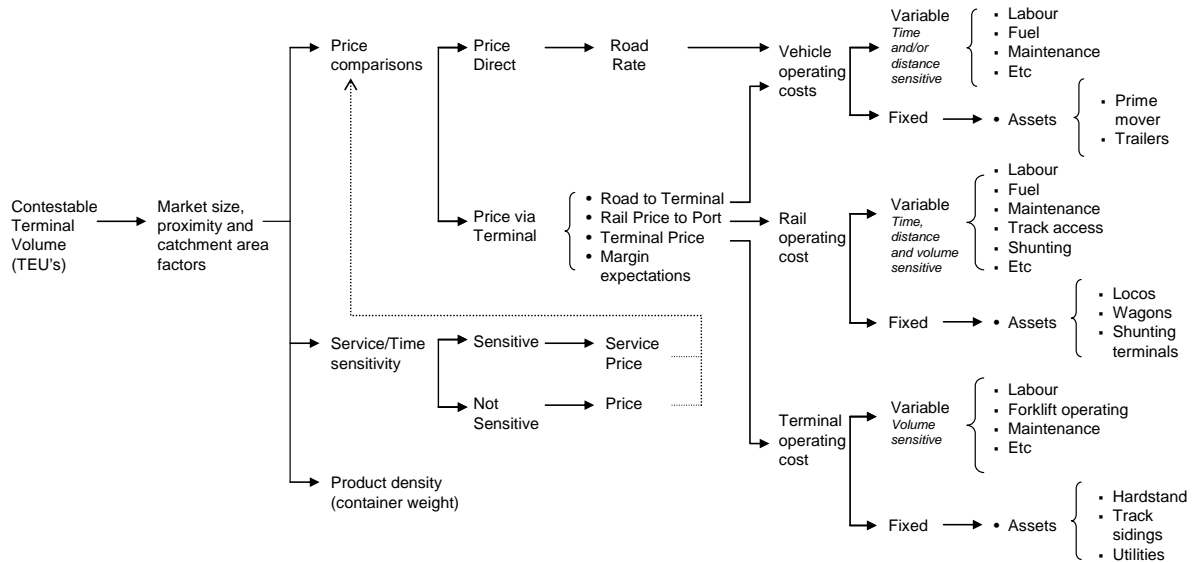 Contestable
Terminal
Volume
(TEU's)
Market size,
proximity and
catchment area
factors
Price
comparisons
Price
Direct
Road
Rate
Vehicle
operating
costs
Variable
Time
and/or
distance
sensitive
▪ Labour
▪ Fuel
▪ Maintenance
▪ Etc
Fixed
• Assets
▪ Prime
mover
▪ Trailers
Price via
Terminal
• Road to Terminal
• Rail Price to Port
• Terminal Price
• Margin
expectations
Rail
operating
cost
Variable
Time,
distance
and volume
sensitive
▪ Labour
▪ Fuel
▪ Maintenance
▪ Track access
▪ Shunting
▪ Etc
Fixed
• Assets
▪ Locos
▪ Wagons
▪ Shunting
terminals
Service/Time
sensitivity
Sensitive
Service
Price
Not
Sensitive
Price
Terminal
operating
cost
Variable
Volume
sensitive
▪ Labour
▪ Forklift operating
▪ Maintenance
▪ Etc
Fixed
• Assets
▪ Hardstand
▪ Track
sidings
▪ Utilities
Product density
(container weight)